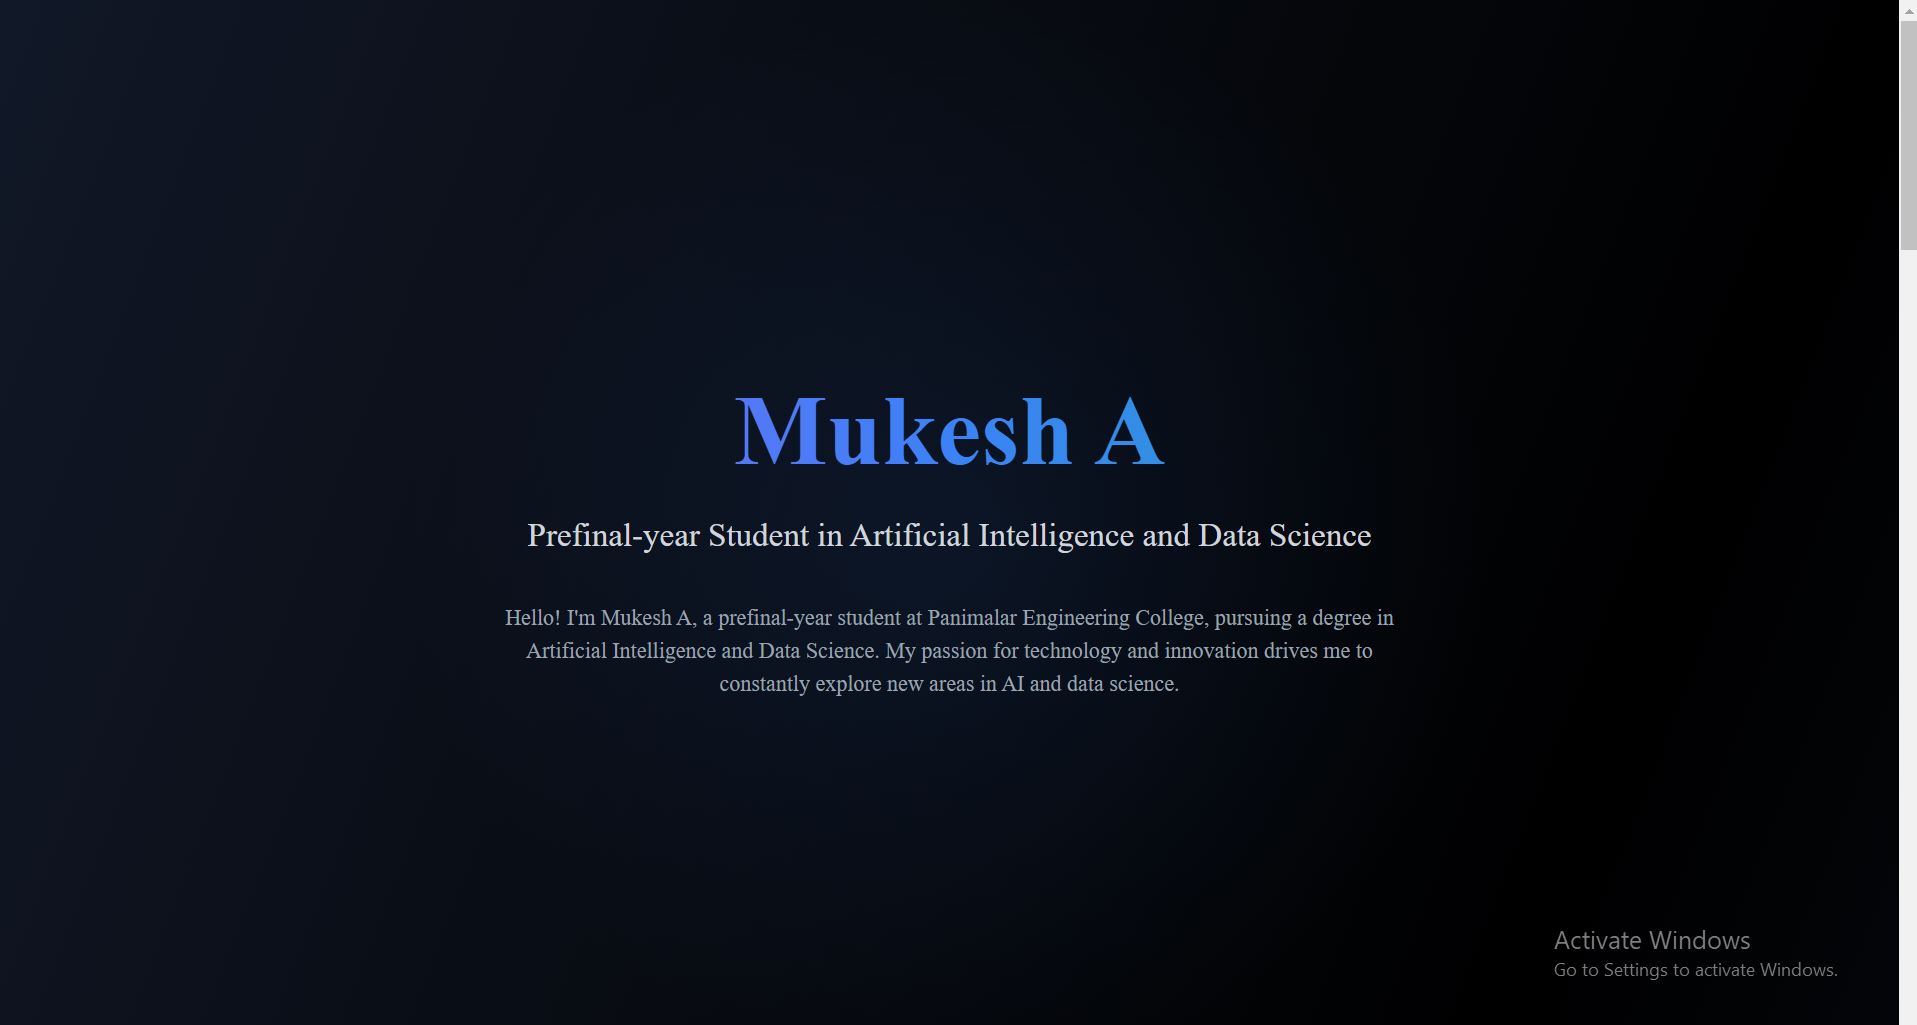 Mukesh A
Prefinal-year Student in Artificial Intelligence and Data Science
Hello! I'm Mukesh A, a prefinal-year student at Panimalar Engineering College, pursuing a degree in
Artificial Intelligence and Data Science. My passion for technology and innovation drives me to
constantly explore new areas in AI and data science.
Activate Windows
Go to Settings to activate Windows.